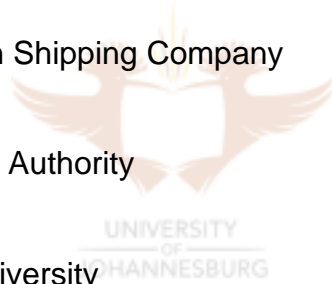 n Shipping Company
Authority
UNIVERSITY
OF
JOHANNESBURG
iversity